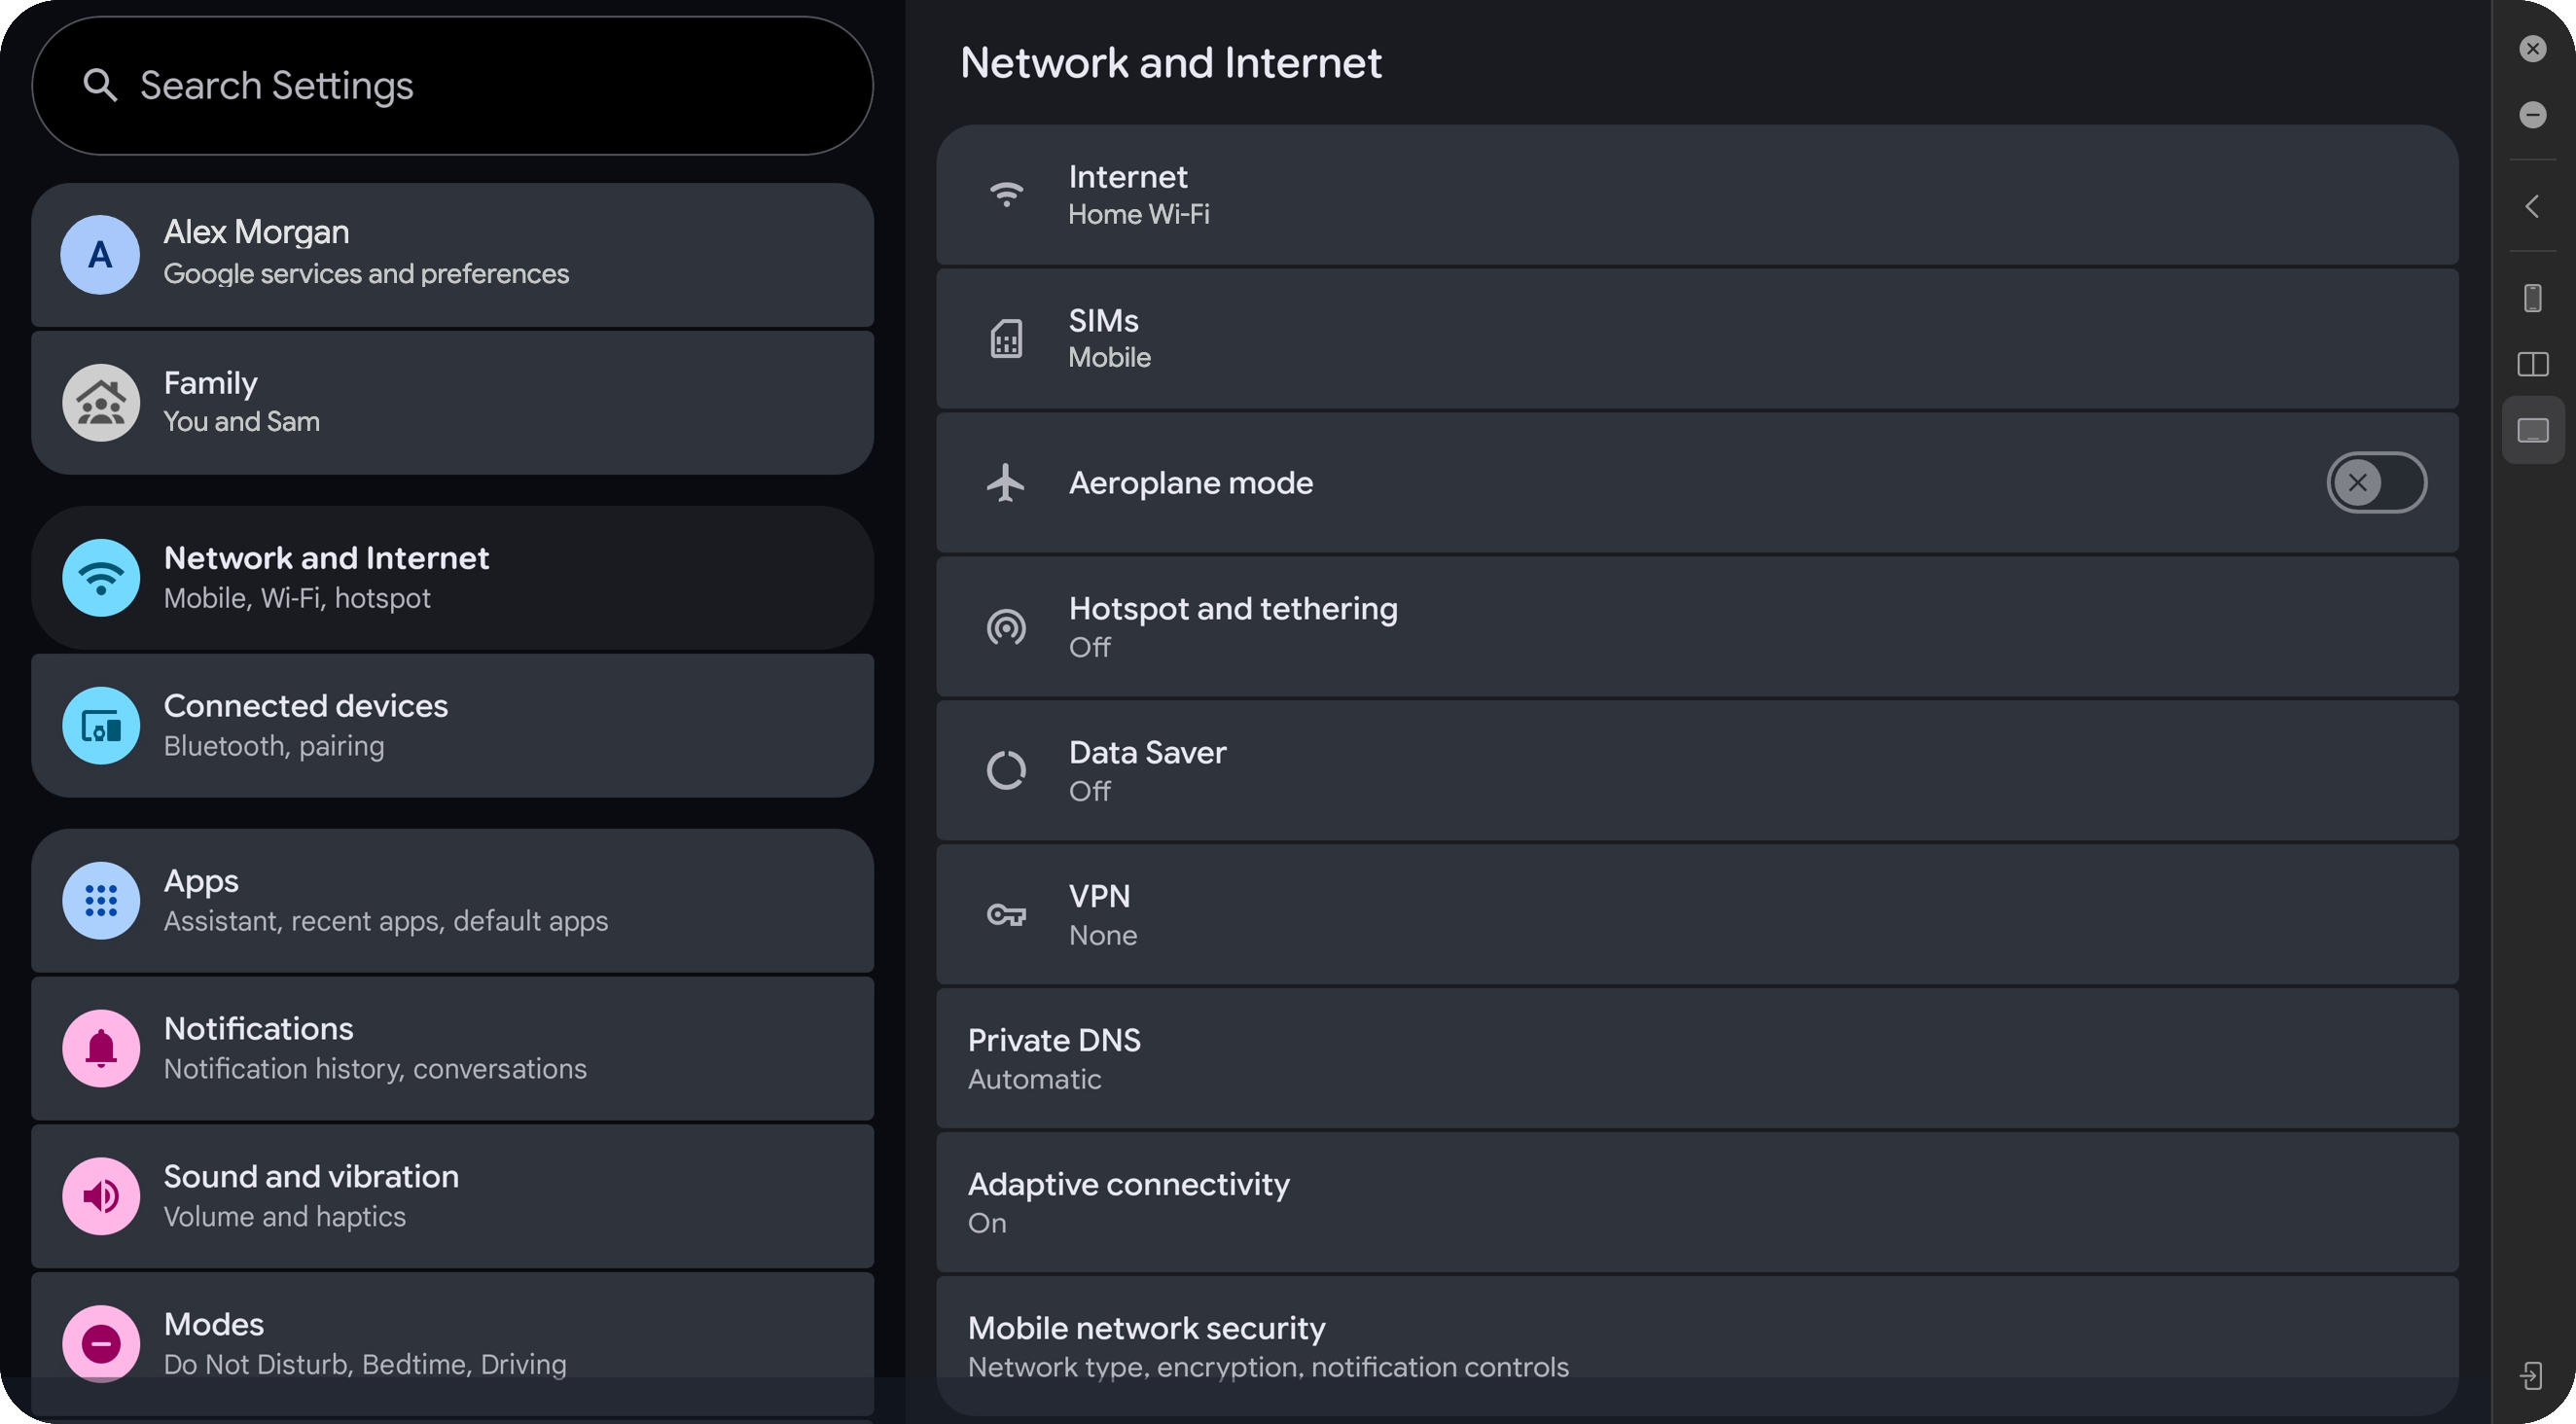 Search Settings
A
Alex Morgan
Google services and preferences
Family
You and Sam
Network and Internet
Mobile, Wi-Fi, hotspot
Connected devices
Bluetooth, pairing
Apps
Assistant, recent apps, default apps
Notifications
Notification history, conversations
Sound and vibration
Volume and haptics
Modes
Do Not Disturb, Bedtime, Driving
Network and Internet
Internet
Home Wi-Fi
SIMs
Mobile
Aeroplane mode
Hotspot and tethering
Off
Data Saver
Off
VPN
None
Private DNS
Automatic
Adaptive connectivity
On
Mobile network security
Network type, encryption, notification controls